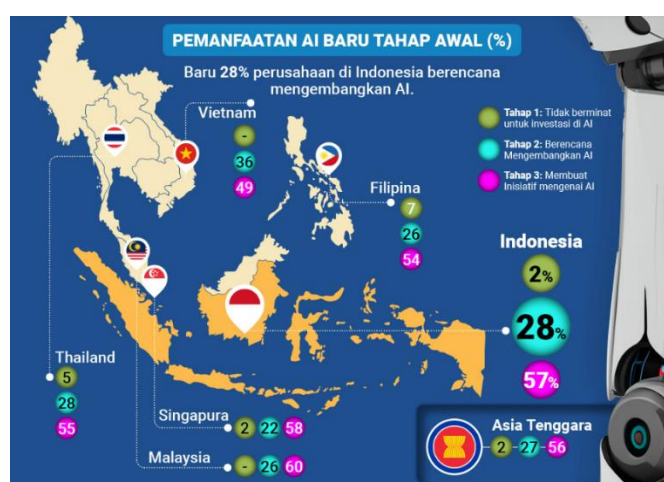 PEMANFAATAN AI BARU TAHAP AWAL (%)
Baru 28% perusahaan di Indonesia berencana
mengembangkan AI.
Vietnam
-
36
49
Filipina
7
26
54
Tahap 1: Tidak berminat
untuk investasi di AI
Tahap 2: Berencana
Mengembangkan AI
Tahap 3: Membuat
Inisiatif mengenai AI
Indonesia
2%
28%
57%
Thailand
5
28
55
Singapura 2 22 58
Malaysia - 26 60
Asia Tenggara
2-27-56